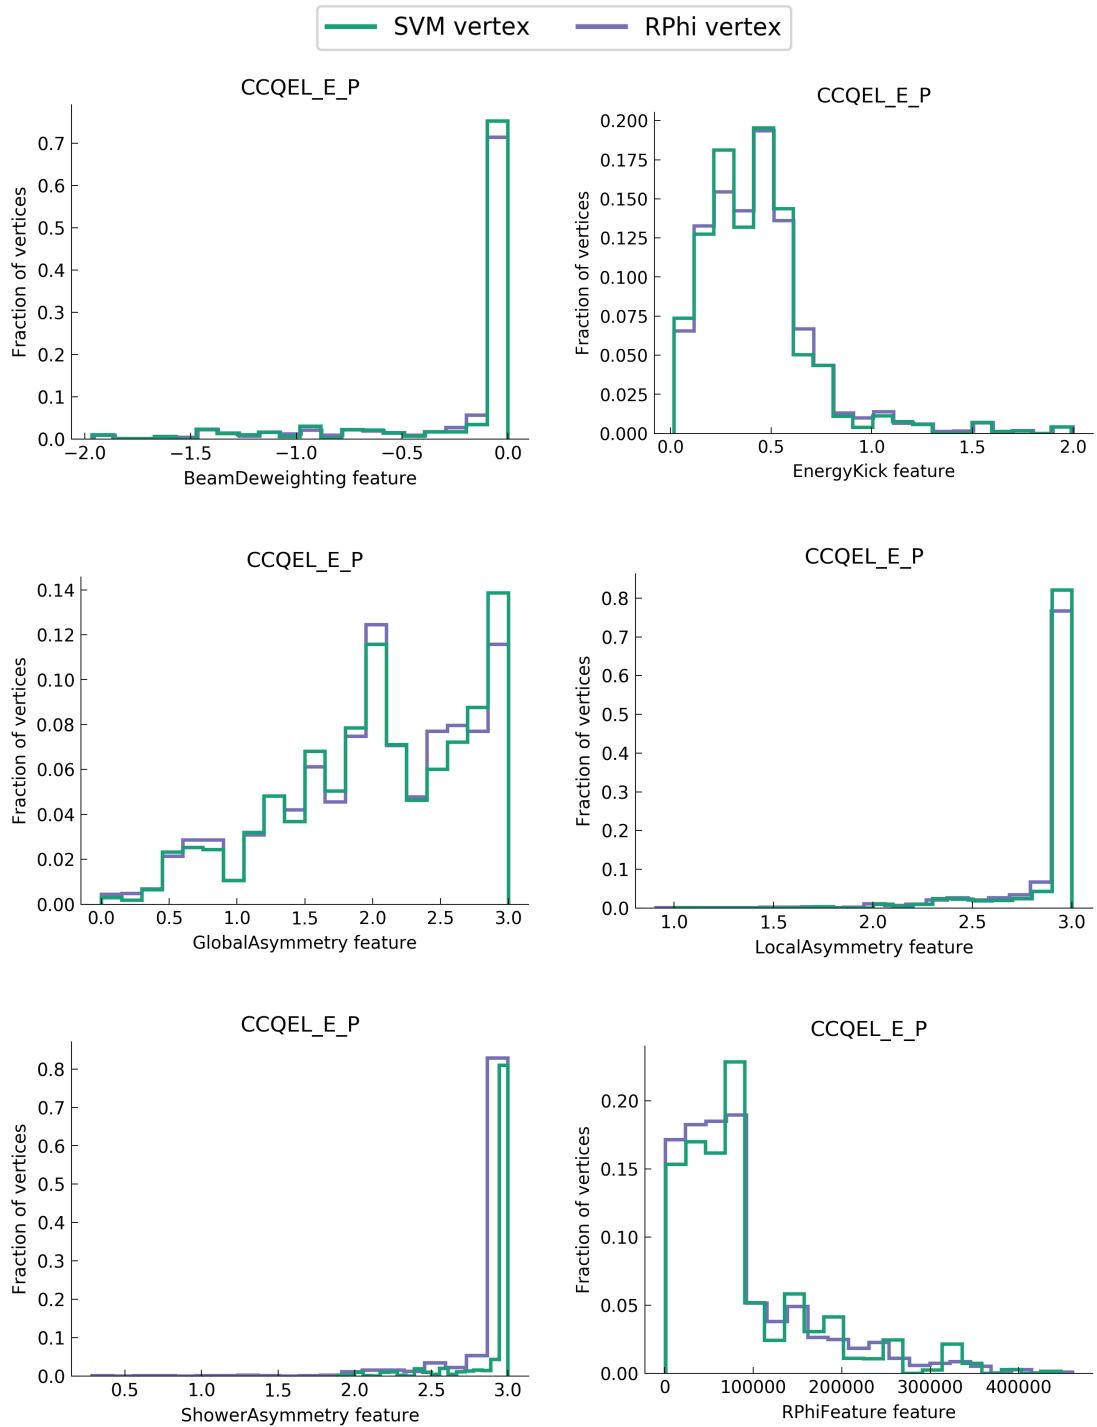 SVM vertex RPhi vertex
CCQEL_E_P
Fraction of vertices
0.7
0.6
0.5
0.4
0.3
0.2
0.1
0.0
−2.0 −1.5 −1.0 −0.5 0.0
BeamDeweighting feature
CCQEL_E_P
Fraction of vertices
0.200
0.175
0.150
0.125
0.100
0.075
0.050
0.025
0.000
0.0 0.5 1.0 1.5 2.0
EnergyKick feature
CCQEL_E_P
Fraction of vertices
0.14
0.12
0.10
0.08
0.06
0.04
0.02
0.00
0.0 0.5 1.0 1.5 2.0 2.5 3.0
GlobalAsymmetry feature
CCQEL_E_P
Fraction of vertices
0.8
0.7
0.6
0.5
0.4
0.3
0.2
0.1
0.0
1.0 1.5 2.0 2.5 3.0
LocalAsymmetry feature
CCQEL_E_P
Fraction of vertices
0.8
0.7
0.6
0.5
0.4
0.3
0.2
0.1
0.0
0.5 1.0 1.5 2.0 2.5 3.0
ShowerAsymmetry feature
CCQEL_E_P
Fraction of vertices
0.20
0.15
0.10
0.05
0.00
0 100000 200000 300000 400000
RPhiFeature feature